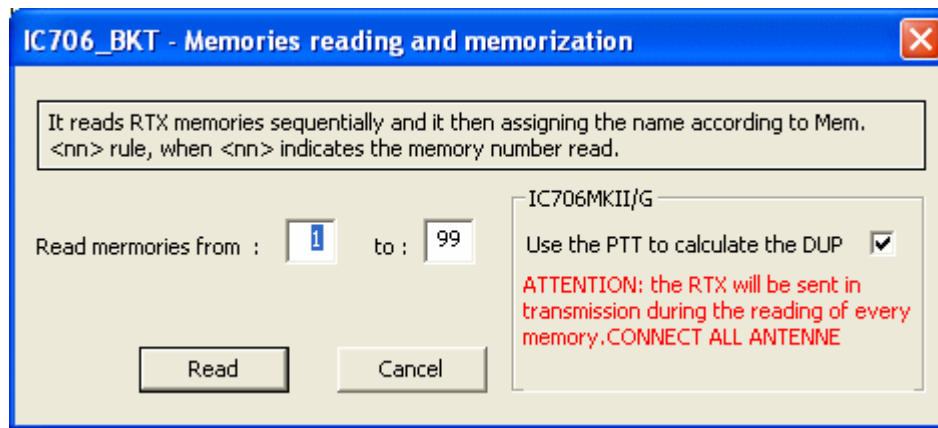 IC706_BKT - Memories reading and memorization
It reads RTX memories sequentially and it then assigning the name according to Mem.
<nn> rule, when <nn> indicates the memory number read.
IC706MKII/G
Read mermories from : 1 to : 99
Use the PTT to calculate the DUP
ATTENTION: the RTX will be sent in
transmission during the reading of every
memory.CONNECT ALL ANTENNE
Read Cancel